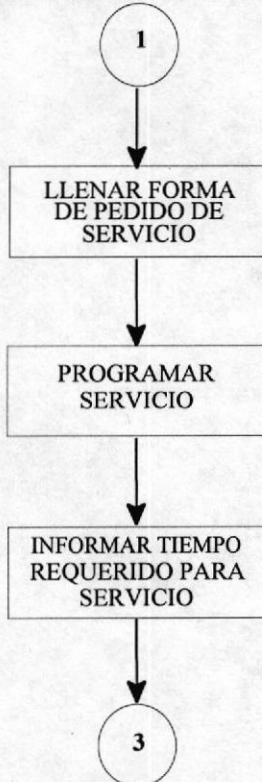 1
LLENAR FORMA
DE PEDIDO DE
SERVICIO
PROGRAMAR
SERVICIO
INFORMAR TIEMPO
REQUERIDO PARA
SERVICIO
3